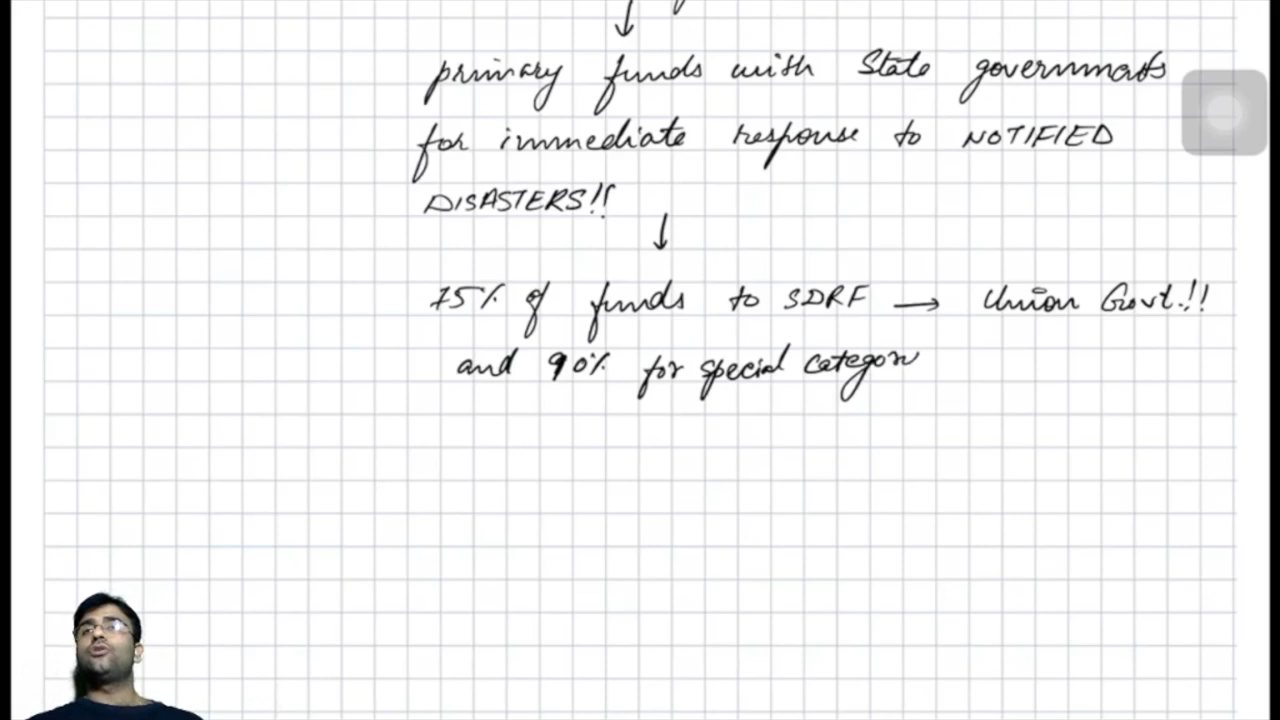 primary funds with State governments
for immediate response to NOTIFIED
DISASTERS!!
75% of funds to SDRF → Union Govt.!!
and 90% for special category